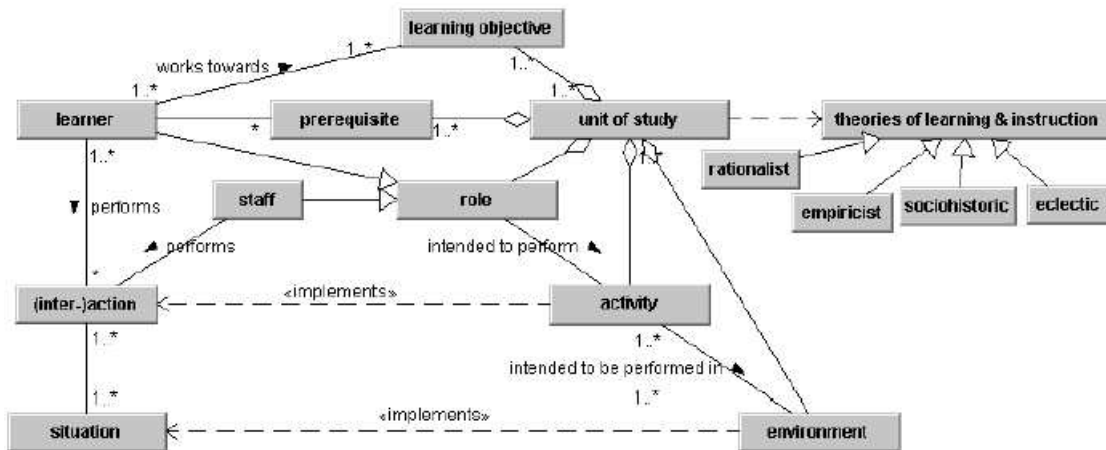 learning objective
1..*
1..*
works towards
1..*
1..*
learner
*
prerequisite
1..*
unit of study
theories of learning & instruction
1..*
rationalist
staff
role
empiricist
sociohistoric
eclectic
performs
performs
intended to perform
*
«implements»
(inter-)action
activity
1..*
1..*
intended to be performed in
1..*
1..*
«implements»
situation
environment